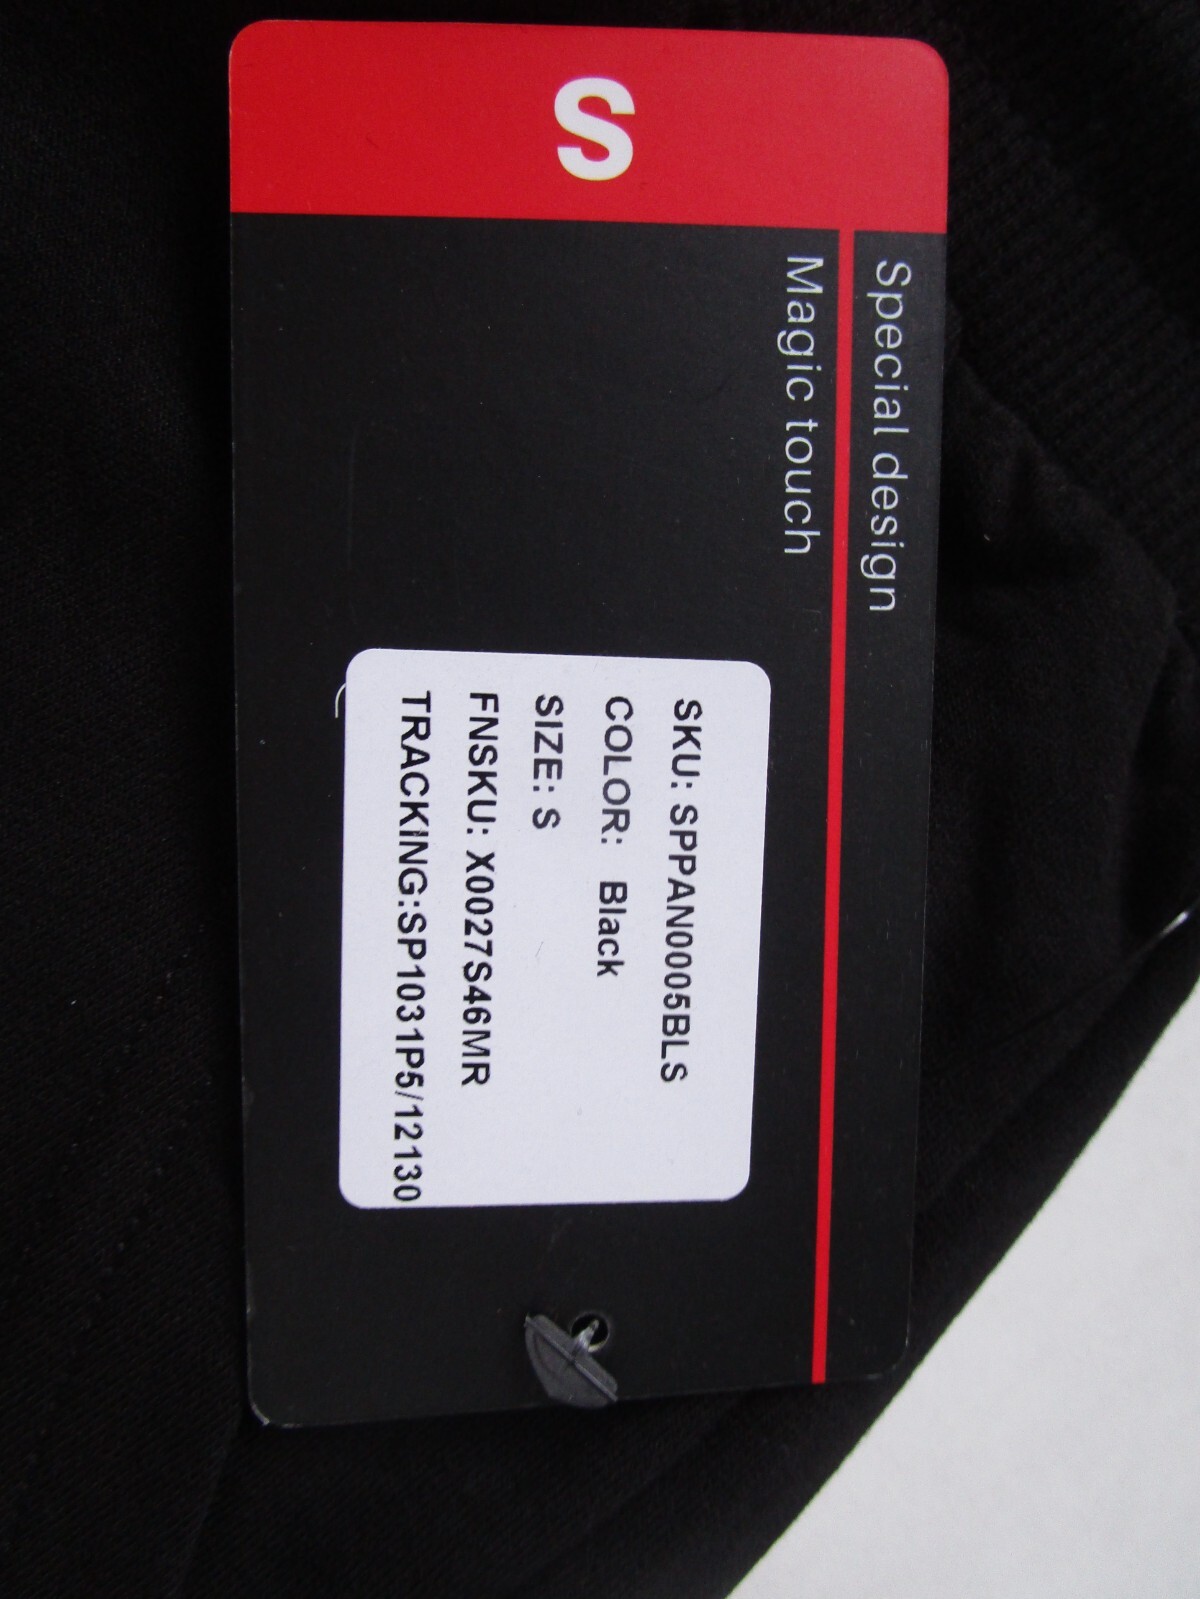 S
Special design
Magic touch
SKU: SPPAN0005BLS
COLOR: Black
SIZE: S
FNSKU: X0027S46MR
TRACKING:SP1031P5/12130